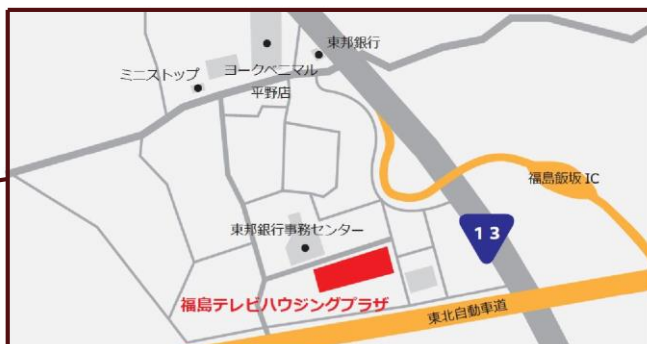 東邦銀行
ヨークベニマル
平野店
ミニストップ
福島飯坂 IC
13
東邦銀行事務センター
福島テレビハウジングプラザ
東北自動車道